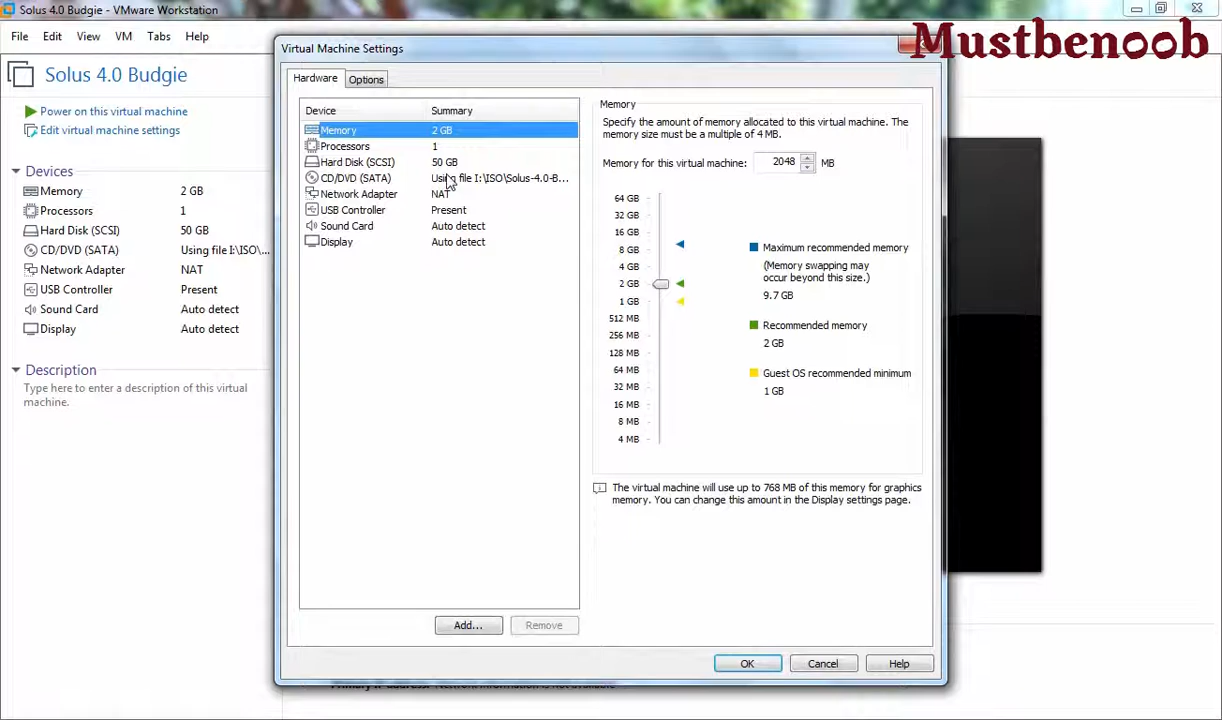 Solus 4.0 Budgie - VMware Workstation
File Edit View VM Tabs Help
Mustbenoob
Solus 4.0 Budgie
Power on this virtual machine
Edit virtual machine settings
Devices
Memory 2 GB
Processors 1
Hard Disk (SCSI) 50 GB
CD/DVD (SATA) Using file I:\ISO\...
Network Adapter NAT
USB Controller Present
Sound Card Auto detect
Display Auto detect
Description
Type here to enter a description of this virtual
machine.
Virtual Machine Settings
Hardware Options
Device Summary
Memory 2 GB
Processors 1
Hard Disk (SCSI) 50 GB
CD/DVD (SATA) Using file I:\ISO\Solus-4.0-B...
Network Adapter NAT
USB Controller Present
Sound Card Auto detect
Display Auto detect
Add... Remove
Memory
Specify the amount of memory allocated to this virtual machine. The
memory size must be a multiple of 4 MB.
Memory for this virtual machine: 2048 MB
64 GB
32 GB
16 GB
8 GB
4 GB
2 GB
1 GB
512 MB
256 MB
128 MB
64 MB
32 MB
16 MB
8 MB
4 MB
Maximum recommended memory
(Memory swapping may
occur beyond this size.)
9.7 GB
Recommended memory
2 GB
Guest OS recommended minimum
1 GB
The virtual machine will use up to 768 MB of this memory for graphics
memory. You can change this amount in the Display settings page.
OK Cancel Help
Primary IP address: Network information is not available